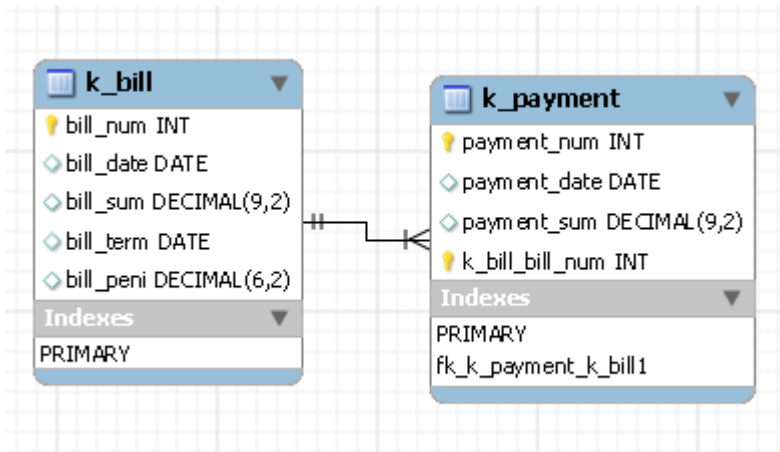 k_bill
bill_num INT
bill_date DATE
bill_sum DECIMAL(9,2)
bill_term DATE
bill_peni DECIMAL(6,2)
Indexes
PRIMARY
k_payment
payment_num INT
payment_date DATE
payment_sum DECIMAL(9,2)
k_bill_bill_num INT
Indexes
PRIMARY
fk_k_payment_k_bill1